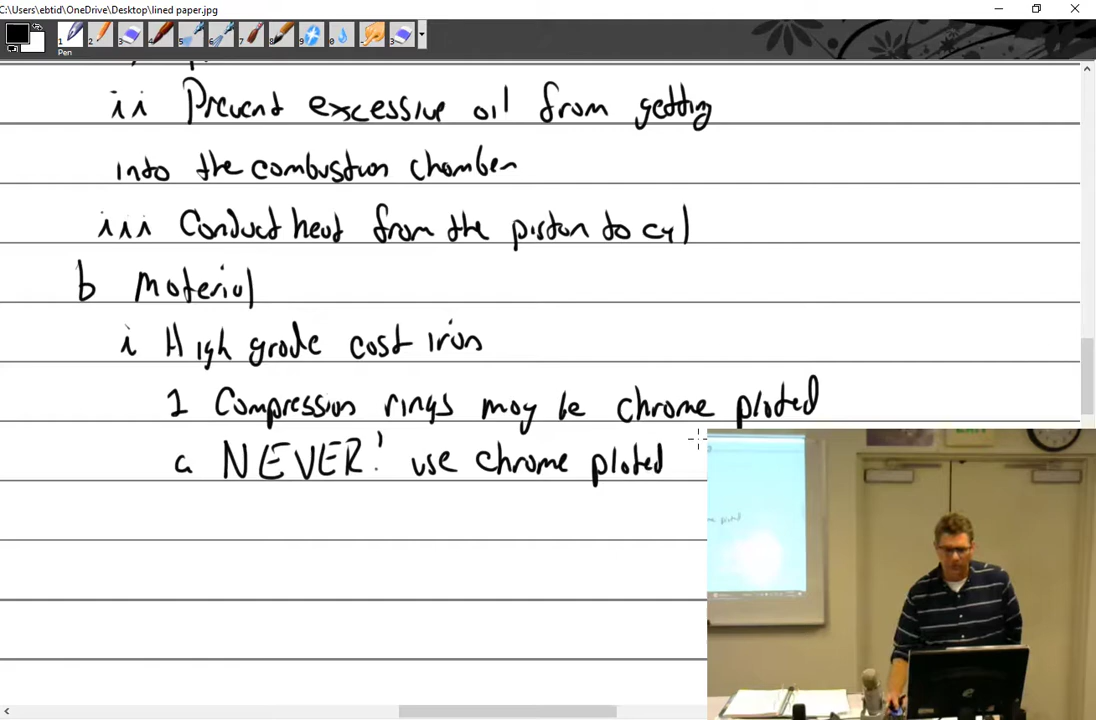 C:\Users\ebtid\OneDrive\Desktop\lined paper.jpg
Pen
ii Prevent excessive oil from getting
into the combustion chamber
iii Conduct heat from the piston to cyl
b Material
i High grade cast iron
1 Compression rings may be chrome plated
a NEVER! use chrome plated
EXIT